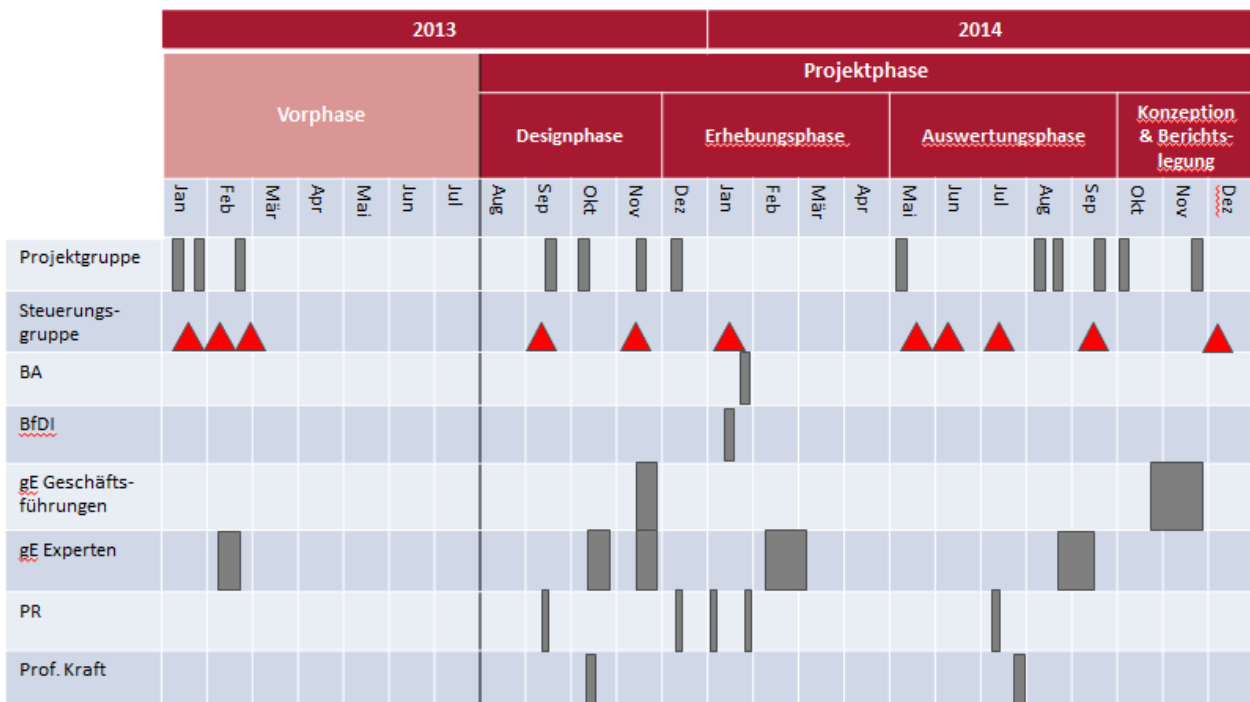 2013
2014
Vorphase
Projektphase
Designphase
Erhebungsphase
Auswertungsphase
Konzeption
& Berichts-
legung
Jan
Feb
Mär
Apr
Mai
Jun
Jul
Aug
Sep
Okt
Nov
Dez
Jan
Feb
Mär
Apr
Mai
Jun
Jul
Aug
Sep
Okt
Nov
Dez
Projektgruppe
Steuerungs-
gruppe
BA
BfDI
gE Geschäfts-
führungen
gE Experten
PR
Prof. Kraft